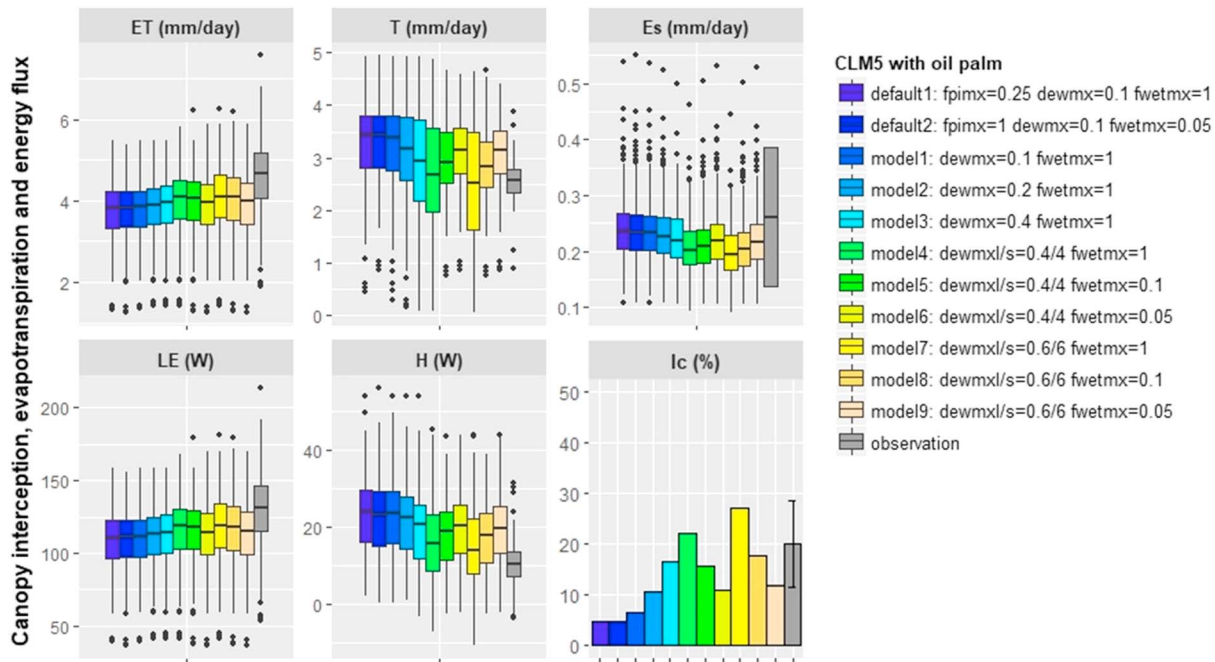 Canopy interception, evapotranspiration and energy flux
ET (mm/day)
6
4
2
T (mm/day)
5
4
3
2
1
0
Es (mm/day)
0.5
0.4
0.3
0.2
0.1
LE (W)
200
150
100
50
H (W)
40
20
0
Ic (%)
50
40
30
20
10
0
CLM5 with oil palm
default1: fpimx=0.25 dewmx=0.1 fwetmx=1
default2: fpimx=1 dewmx=0.1 fwetmx=0.05
model1: dewmx=0.1 fwetmx=1
model2: dewmx=0.2 fwetmx=1
model3: dewmx=0.4 fwetmx=1
model4: dewmxl/s=0.4/4 fwetmx=1
model5: dewmxl/s=0.4/4 fwetmx=0.1
model6: dewmxl/s=0.4/4 fwetmx=0.05
model7: dewmxl/s=0.6/6 fwetmx=1
model8: dewmxl/s=0.6/6 fwetmx=0.1
model9: dewmxl/s=0.6/6 fwetmx=0.05
observation